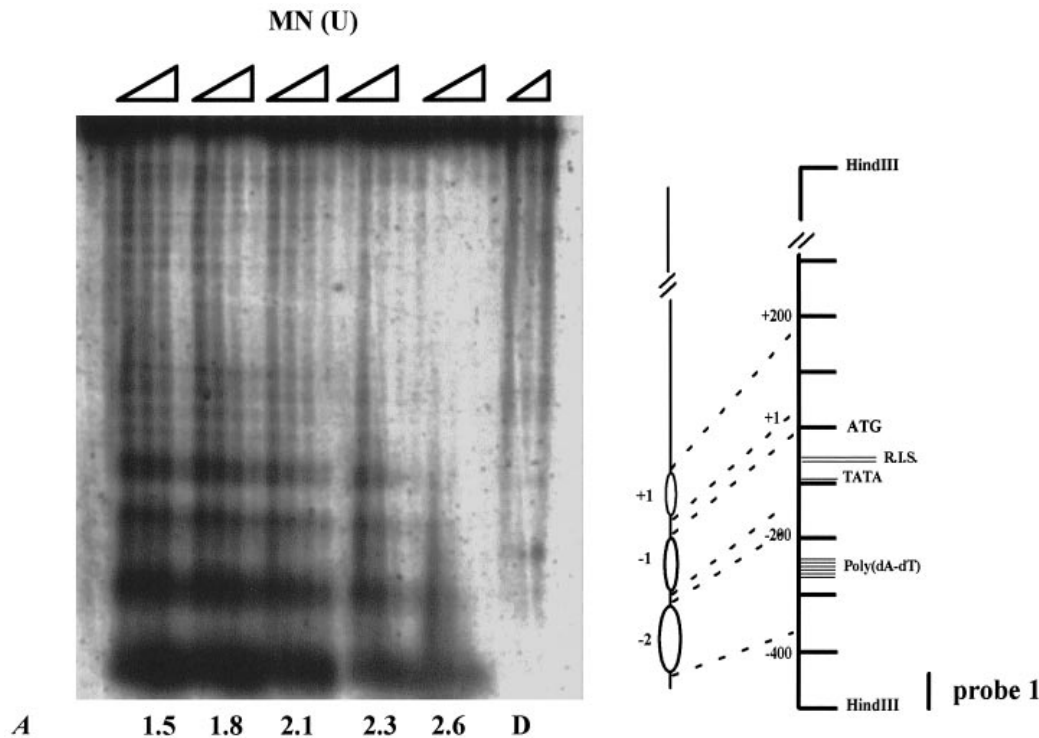 MN (U)
HindIII
+200
+1
ATG
R.I.S.
TATA
+1
-200
-1
Poly(dA-dT)
-2
-400
HindIII
probe 1
A 1.5 1.8 2.1 2.3 2.6 D